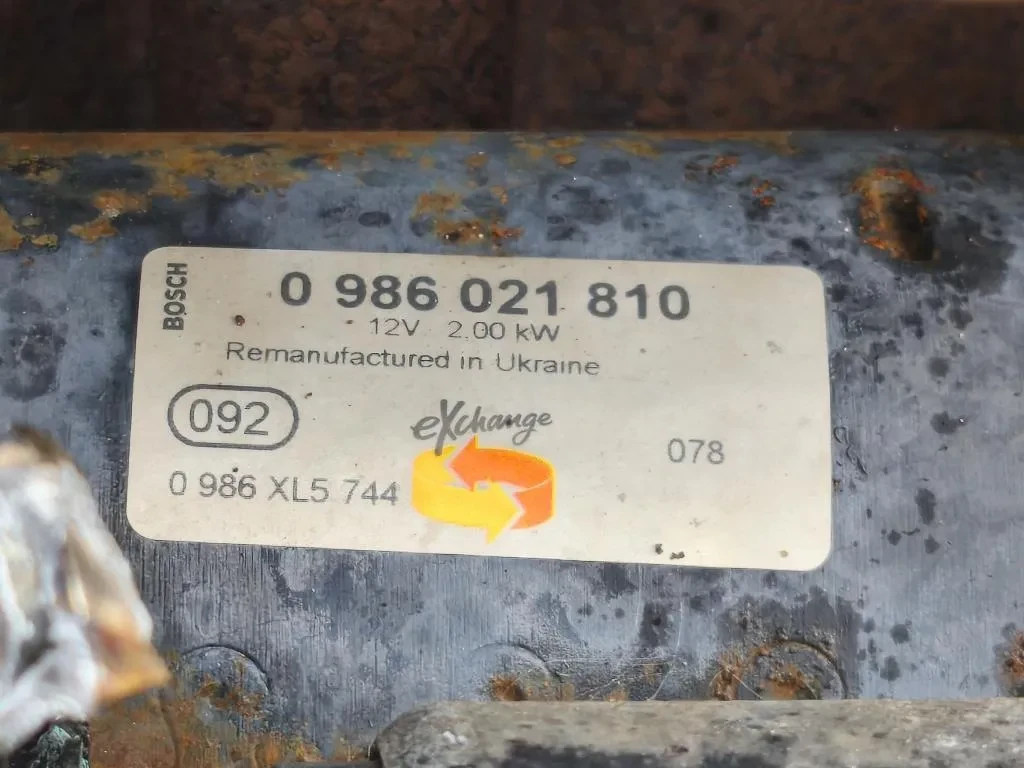 BOSCH
0 986 021 810
12V 2.00 kW
Remanufactured in Ukraine
092
eXchange
078
0 986 XL5 744